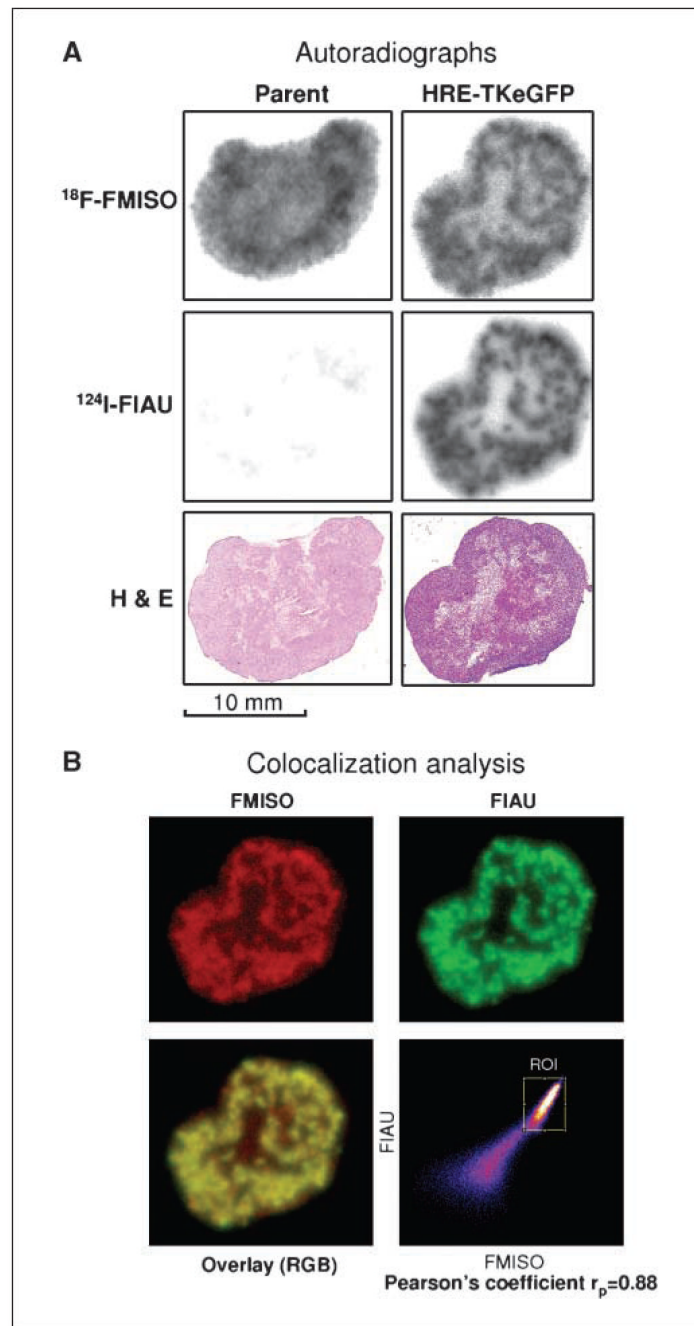 A Autoradiographs
Parent HRE-TKeGFP
¹⁸F-FMISO
¹²⁴I-FIAU
H & E
10 mm
B Colocalization analysis
FMISO FIAU
ROI
FIAU
Overlay (RGB) FMISO
Pearson's coefficient rₚ=0.88